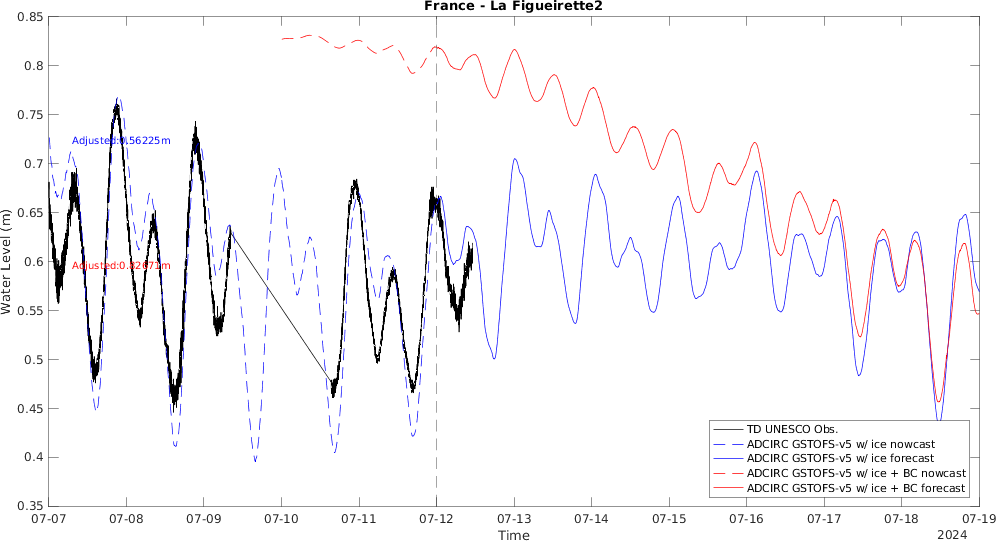 France - La Figueirette2
0.85
0.8
0.75
0.7
0.65
0.6
0.55
0.5
0.45
0.4
0.35
Water Level (m)
Adjusted:0.56225m
Adjusted:0.82671m
TD UNESCO Obs.
ADCIRC GSTOFS-v5 w/ ice nowcast
ADCIRC GSTOFS-v5 w/ ice forecast
ADCIRC GSTOFS-v5 w/ ice + BC nowcast
ADCIRC GSTOFS-v5 w/ ice + BC forecast
07-07 07-08 07-09 07-10 07-11 07-12 07-13 07-14 07-15 07-16 07-17 07-18 07-19
Time
2024